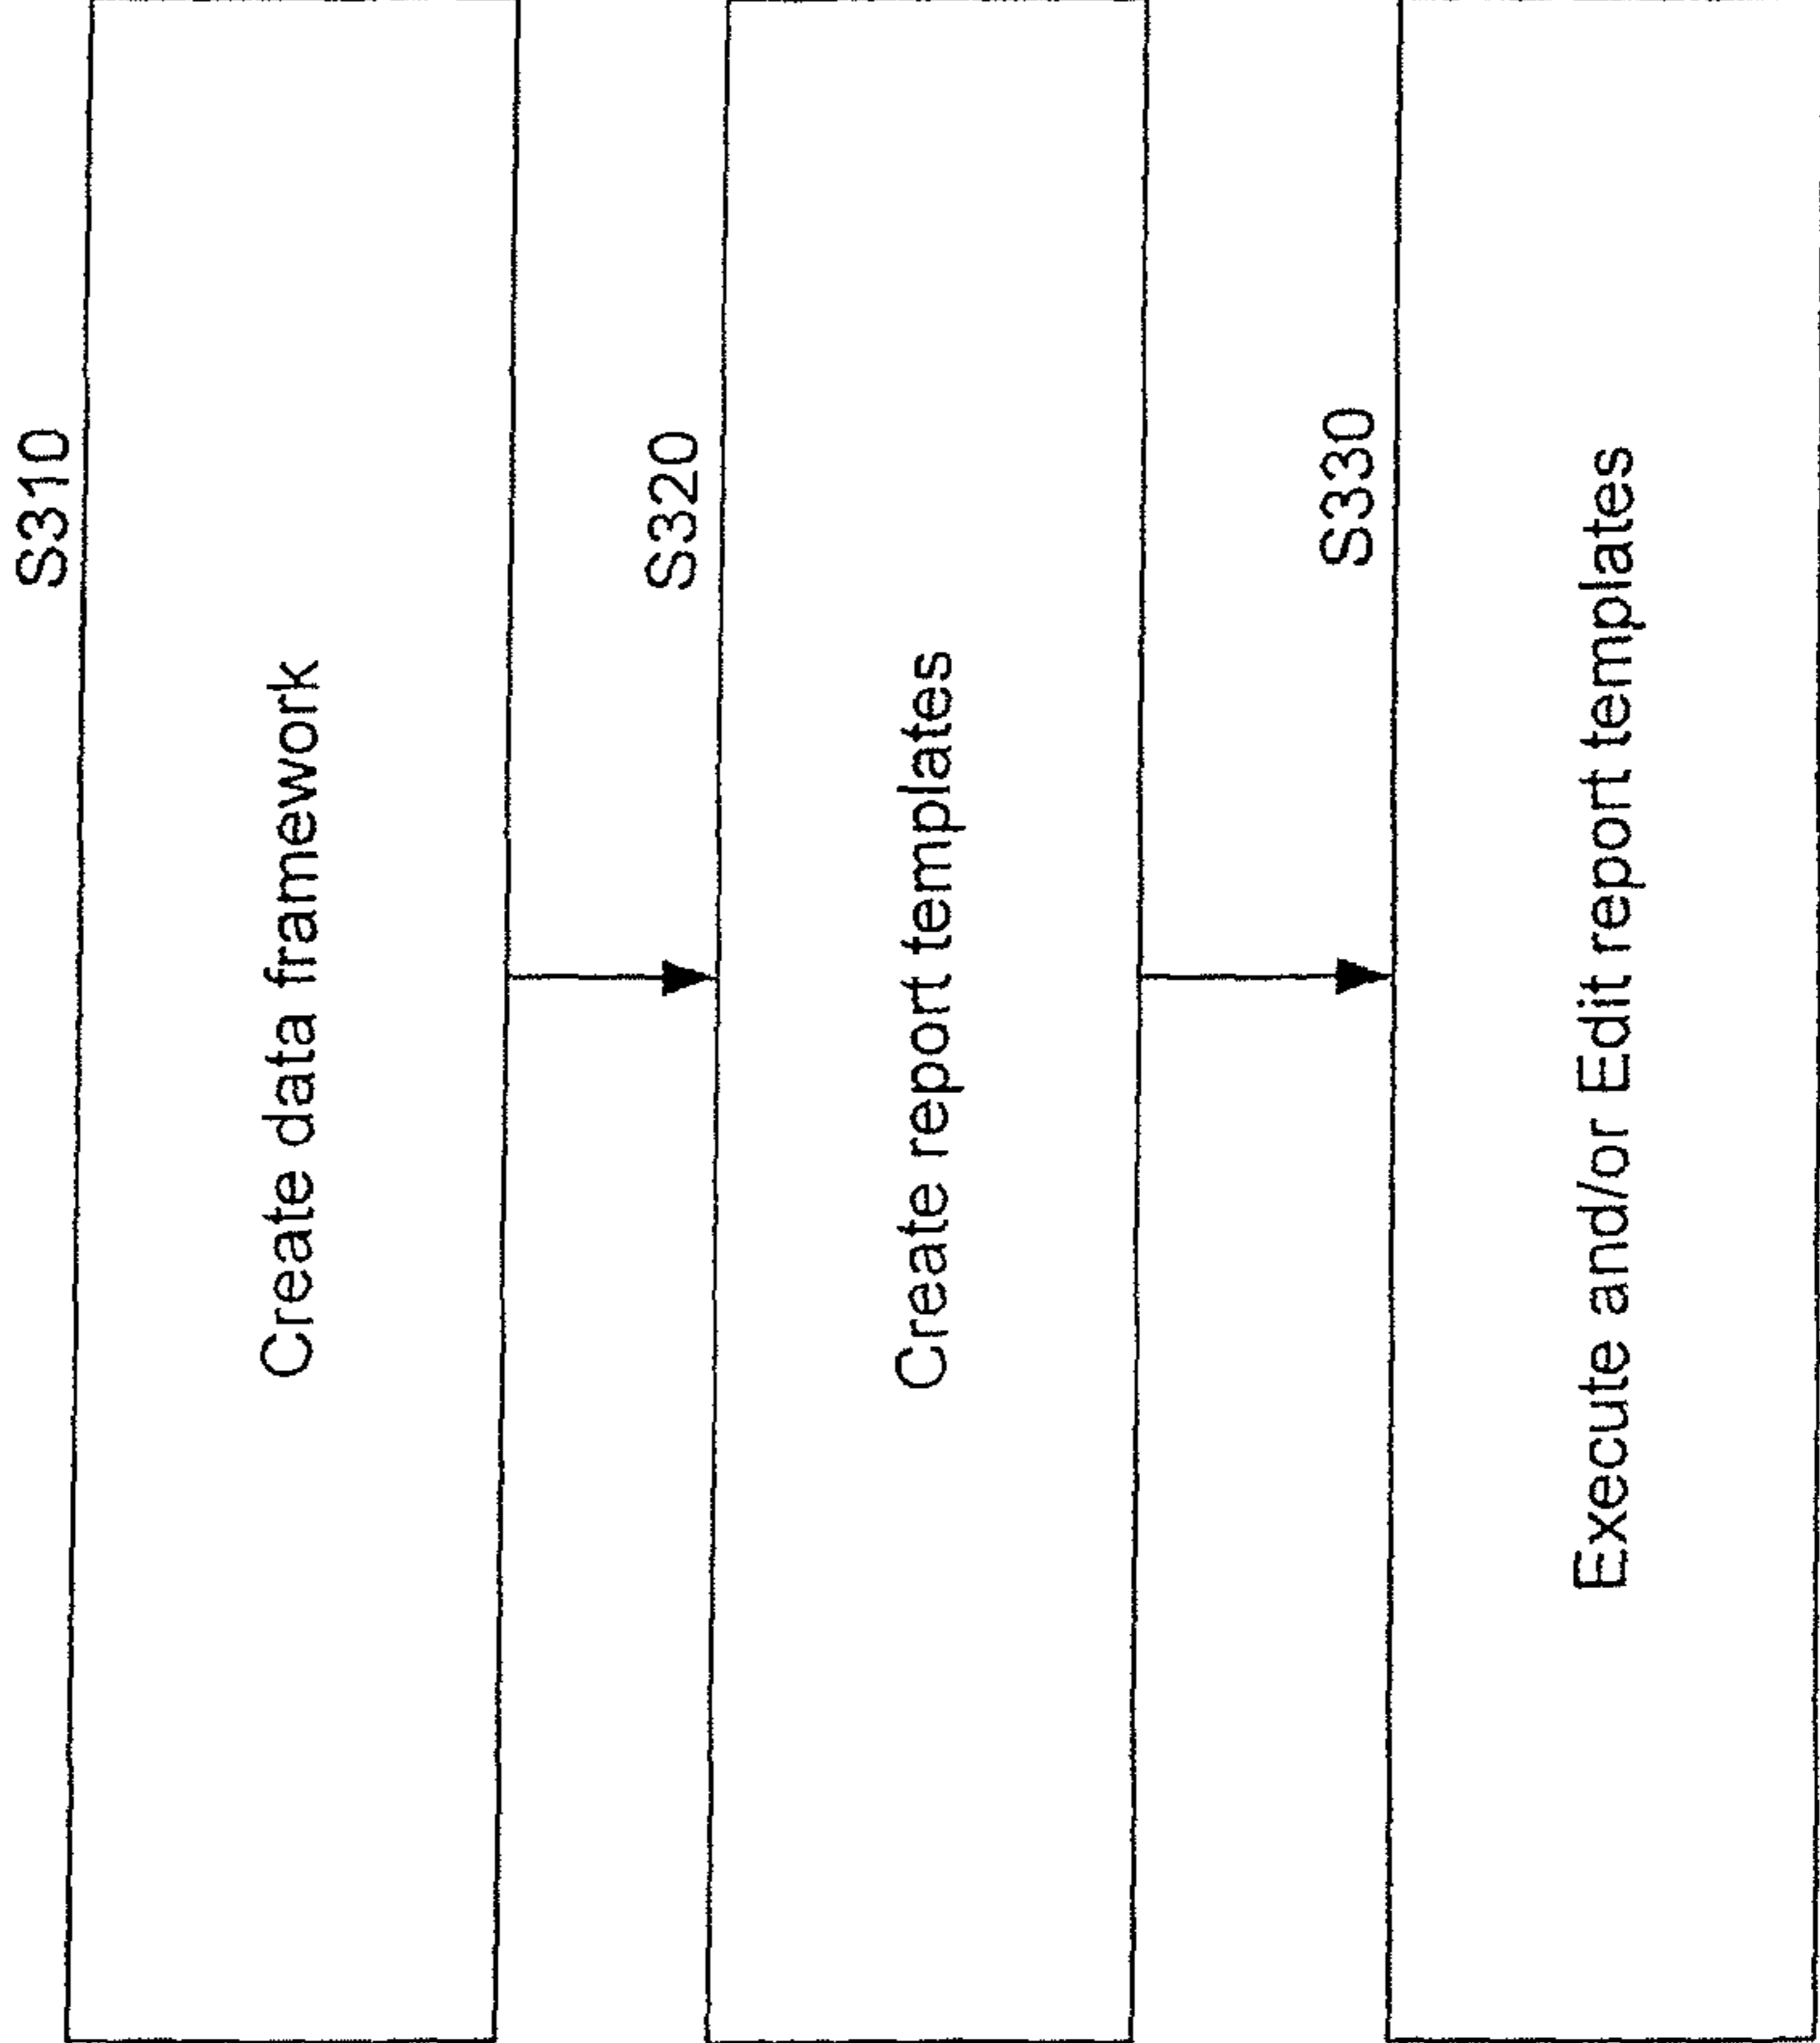 S310
Create data framework
S320
Create report templates
S330
Execute and/or Edit report templates